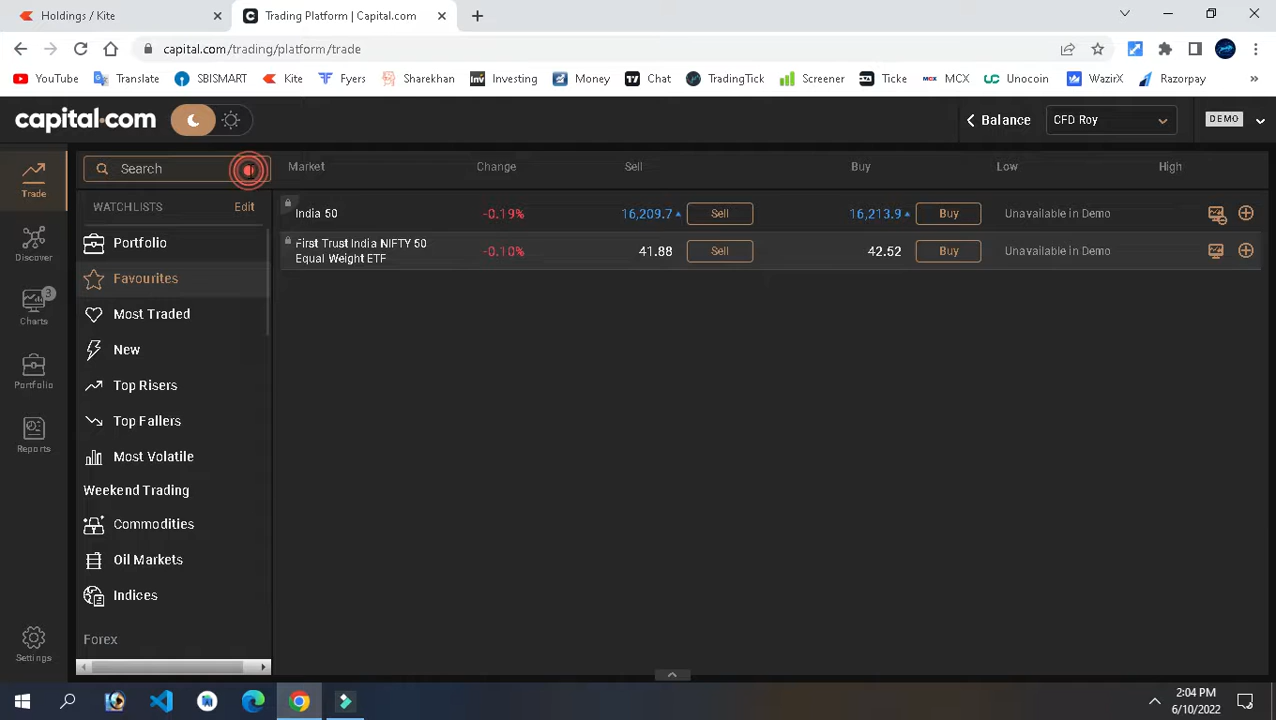 Holdings / Kite
Trading Platform | Capital.com
capital.com/trading/platform/trade
YouTube Translate SBISMART Kite Fyers Sharekhan Investing Money Chat TradingTick Screener Ticke MCX Unocoin WazirX Razorpay
capital.com Balance CFD Roy DEMO
Trade
Discover
3
Charts
Portfolio
Reports
Settings
Search
WATCHLISTS Edit
Portfolio
Favourites
Most Traded
New
Top Risers
Top Fallers
Most Volatile
Weekend Trading
Commodities
Oil Markets
Indices
Forex
Market Change Sell Buy Low High
India 50 -0.19% 16,209.7 Sell 16,213.9 Buy Unavailable in Demo
First Trust India NIFTY 50
Equal Weight ETF -0.10% 41.88 Sell 42.52 Buy Unavailable in Demo
2:04 PM
6/10/2022